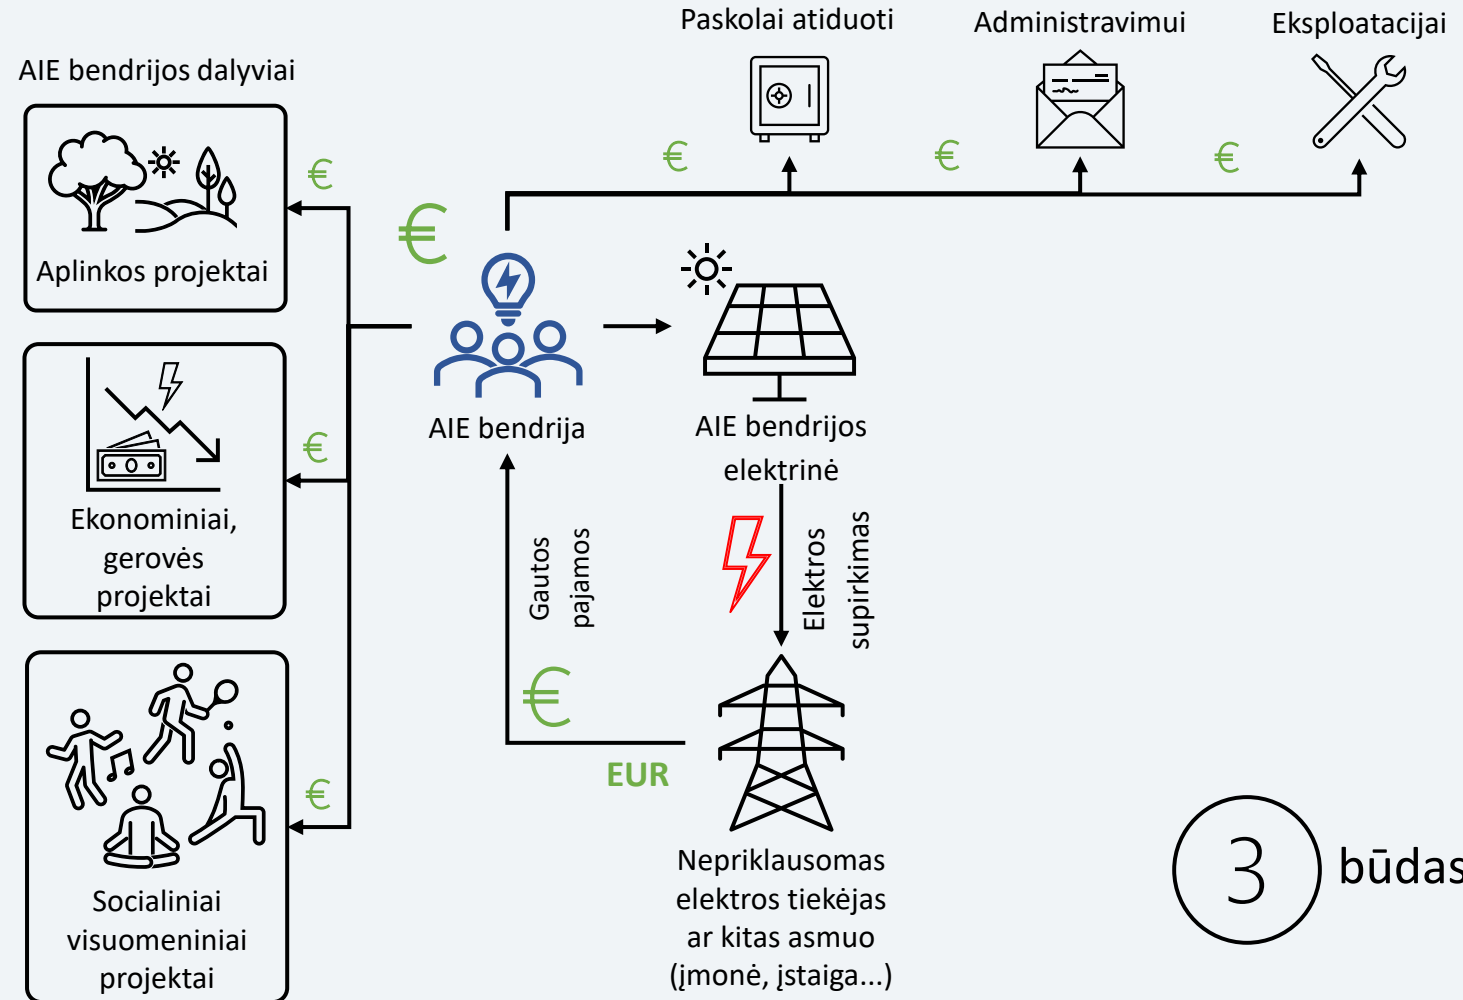 Paskolai atiduoti
Administravimui
Eksploatacijai
AIE bendrijos dalyviai
€
€
€
€
€
Aplinkos projektai
AIE bendrija
AIE bendrijos
elektrinė
€
Ekonominiai,
gerovės
projektai
Gautos
pajamos
Elektros
supirkimas
€
EUR
€
Socialiniai
visuomeniniai
projektai
Nepriklausomas
elektros tiekėjas
ar kitas asmuo
(įmonė, įstaiga...)
3 būdas